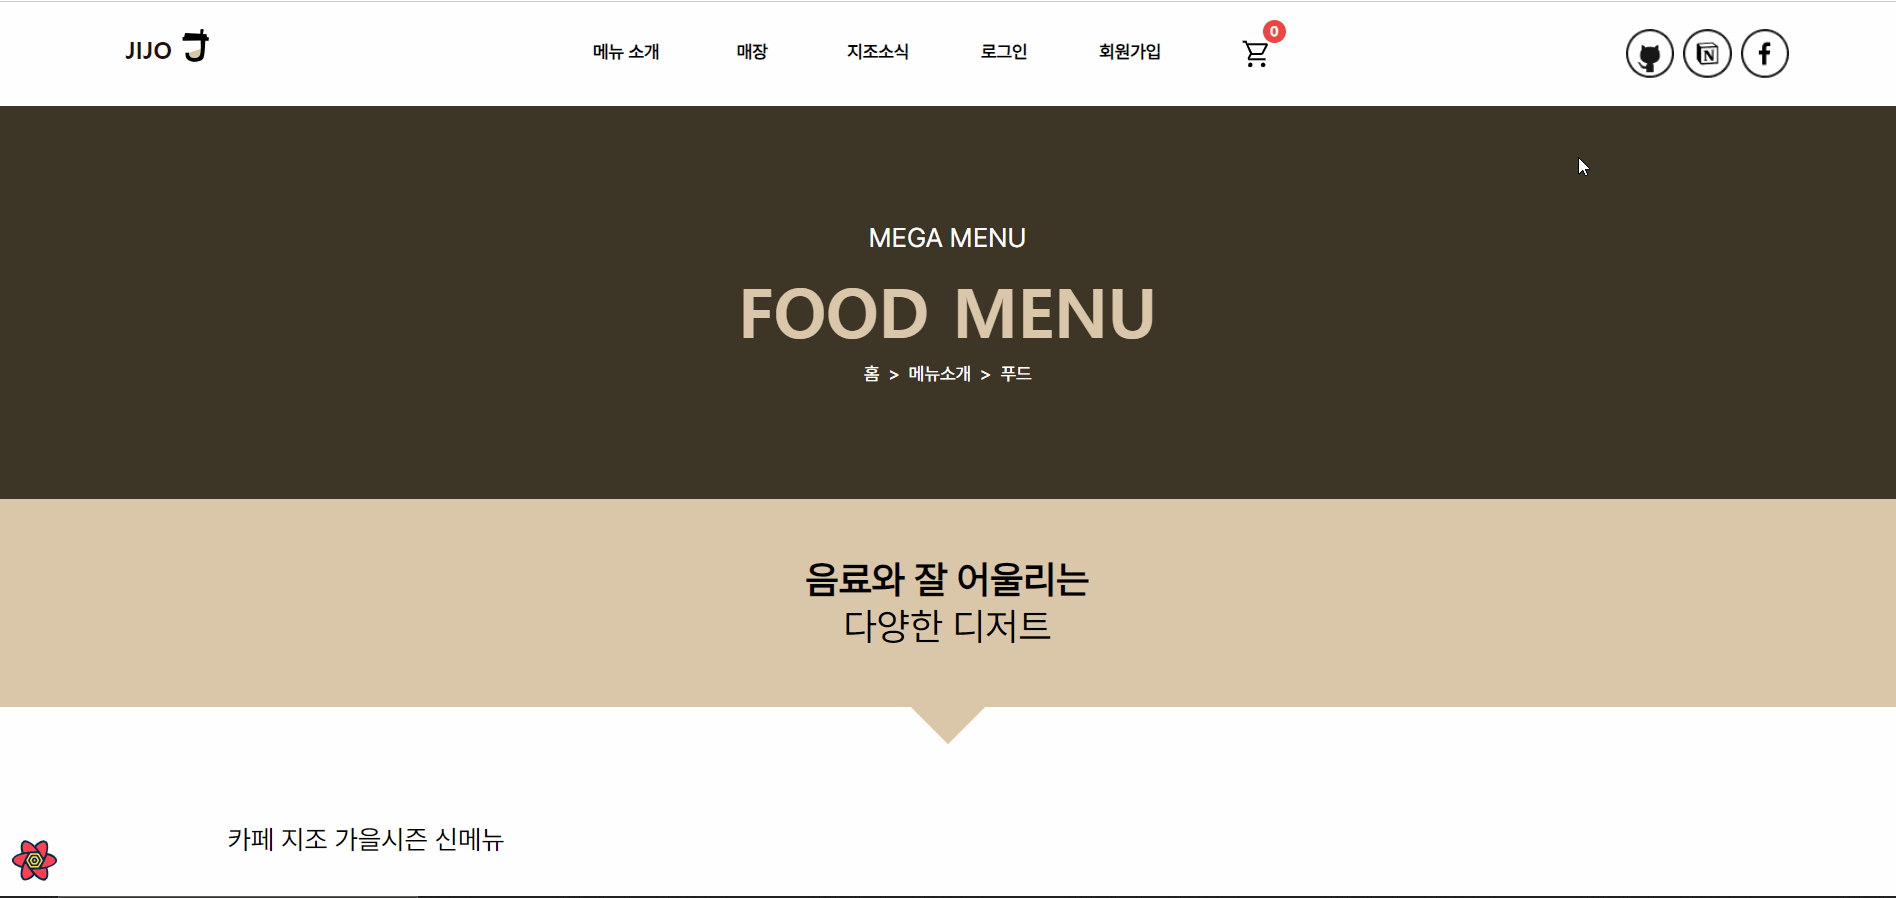 JIJO
메뉴 소개 매장 지조소식 로그인 회원가입 0
MEGA MENU
FOOD MENU
홈 > 메뉴소개 > 푸드
음료와 잘 어울리는
다양한 디저트
카페 지조 가을시즌 신메뉴